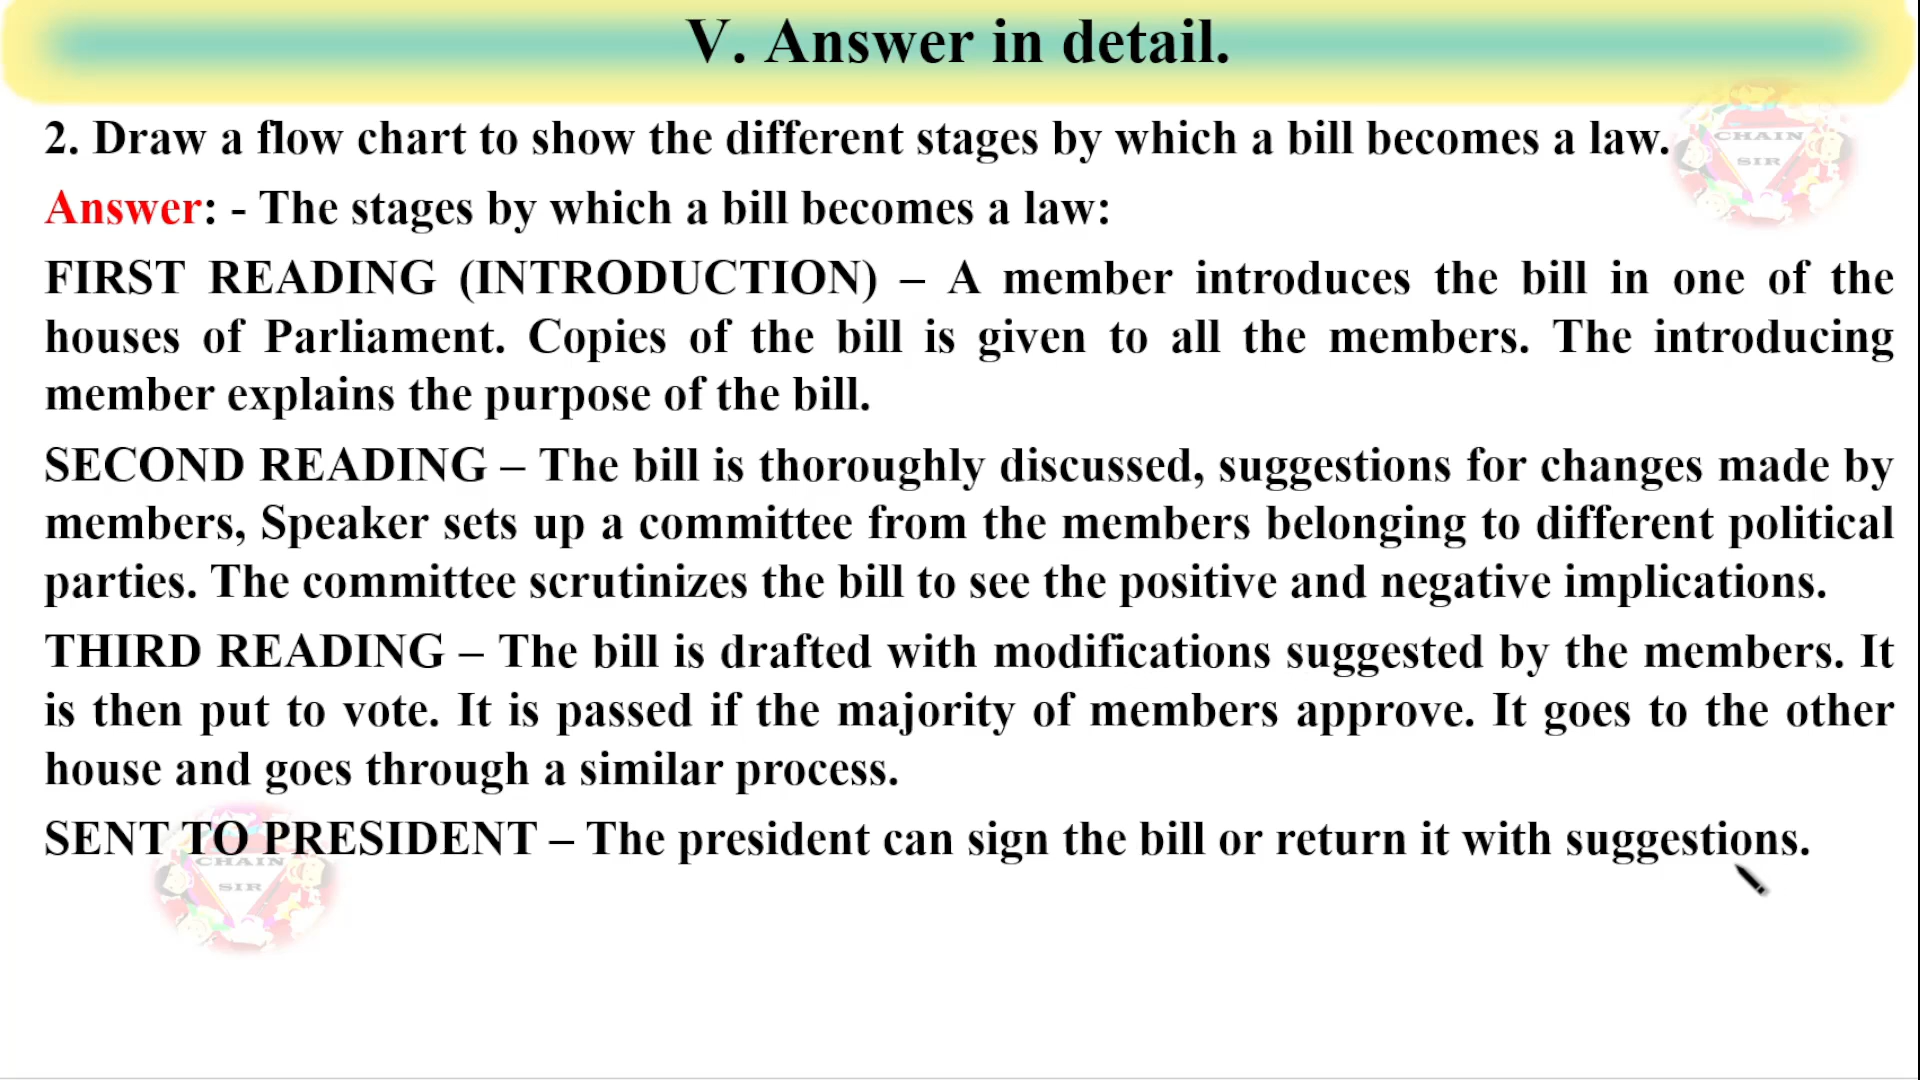 V. Answer in detail.
2. Draw a flow chart to show the different stages by which a bill becomes a law.
CHAIN
SIR
Answer: - The stages by which a bill becomes a law:
FIRST READING (INTRODUCTION) – A member introduces the bill in one of the
houses of Parliament. Copies of the bill is given to all the members. The introducing
member explains the purpose of the bill.
SECOND READING – The bill is thoroughly discussed, suggestions for changes made by
members, Speaker sets up a committee from the members belonging to different political
parties. The committee scrutinizes the bill to see the positive and negative implications.
THIRD READING – The bill is drafted with modifications suggested by the members. It
is then put to vote. It is passed if the majority of members approve. It goes to the other
house and goes through a similar process.
SENT TO PRESIDENT – The president can sign the bill or return it with suggestions.
CHAIN
SIR